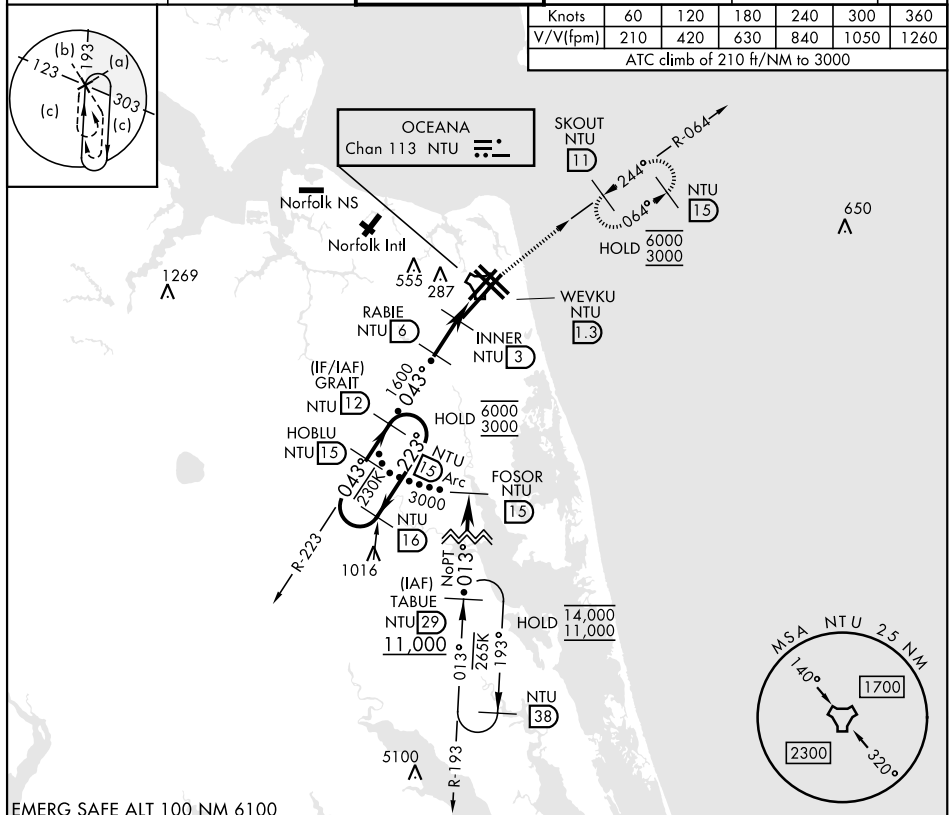 Knots 60 120 180 240 300 360
V/V(fpm) 210 420 630 840 1050 1260
ATC climb of 210 ft/NM to 3000
(b)
193
(a)
123
303
(c)
(c)
OCEANA
Chan 113 NTU
SKOUT
NTU
11
R-064
244°
064°
NTU
15
HOLD 6000
3000
Norfolk NS
Norfolk Intl
650
1269
555
287
WEVKU
NTU
1.3
RABIE
NTU 6
INNER
NTU 3
1600
043°
(IF/IAF)
GRAIT
NTU 12
HOLD 6000
3000
HOBLU
NTU 15
043°
230K
223°
NTU
15 Arc
3000
FOSOR
NTU
15
NTU
16
R-223
1016
NoPT
013°
(IAF)
TABUE
NTU 29
11,000
HOLD 14,000
11,000
013°
265K
193°
NTU
38
R-193
5100
MSA NTU 25 NM
140°
1700
2300
320°
EMERG SAFE ALT 100 NM 6100